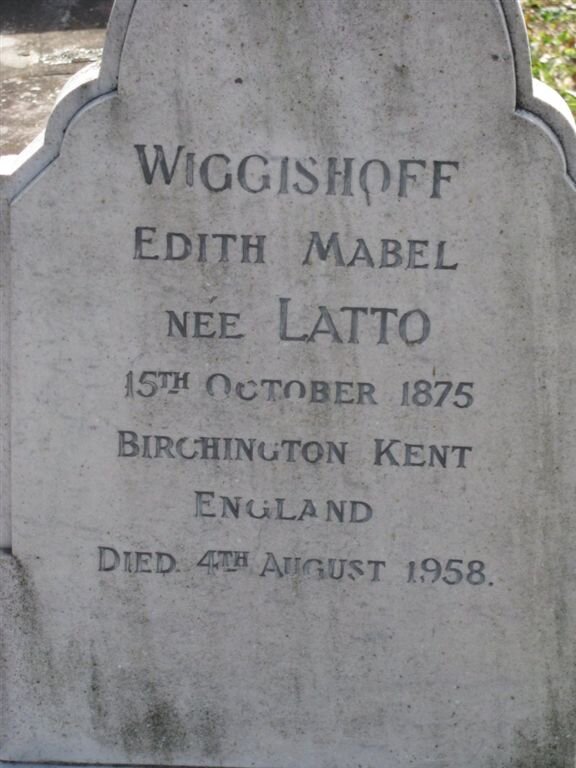 WIGGISHOFF
EDITH MABEL
NÉE LATTO
15TH OCTOBER 1875
BIRCHINGTON KENT
ENGLAND
DIED 4TH AUGUST 1958.